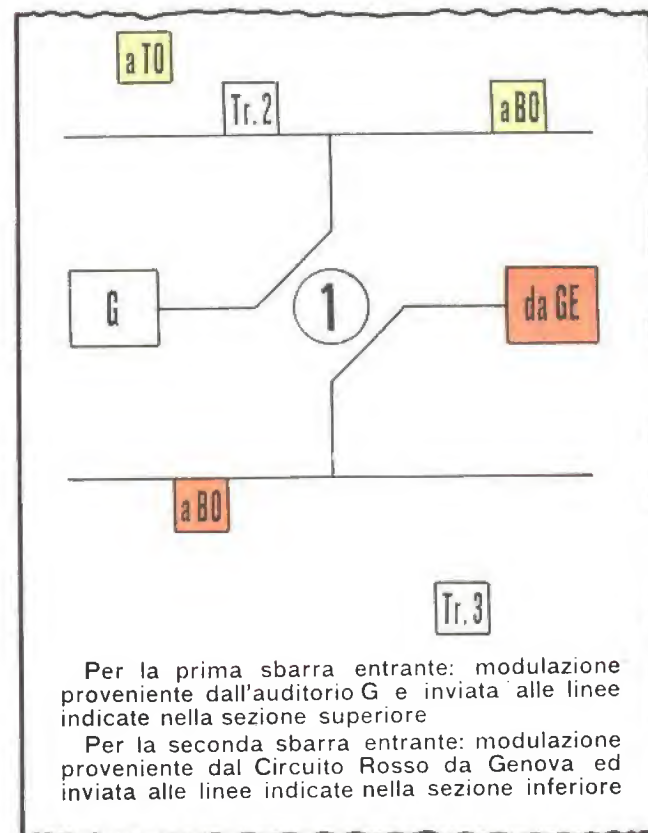 a TO
Tr. 2
a BO
G
1
da GE
a BO
Tr. 3
Per la prima sbarra entrante: modulazione
proveniente dall'auditorio G e inviata alle linee
indicate nella sezione superiore
Per la seconda sbarra entrante: modulazione
proveniente dal Circuito Rosso da Genova ed
inviata alle linee indicate nella sezione inferiore